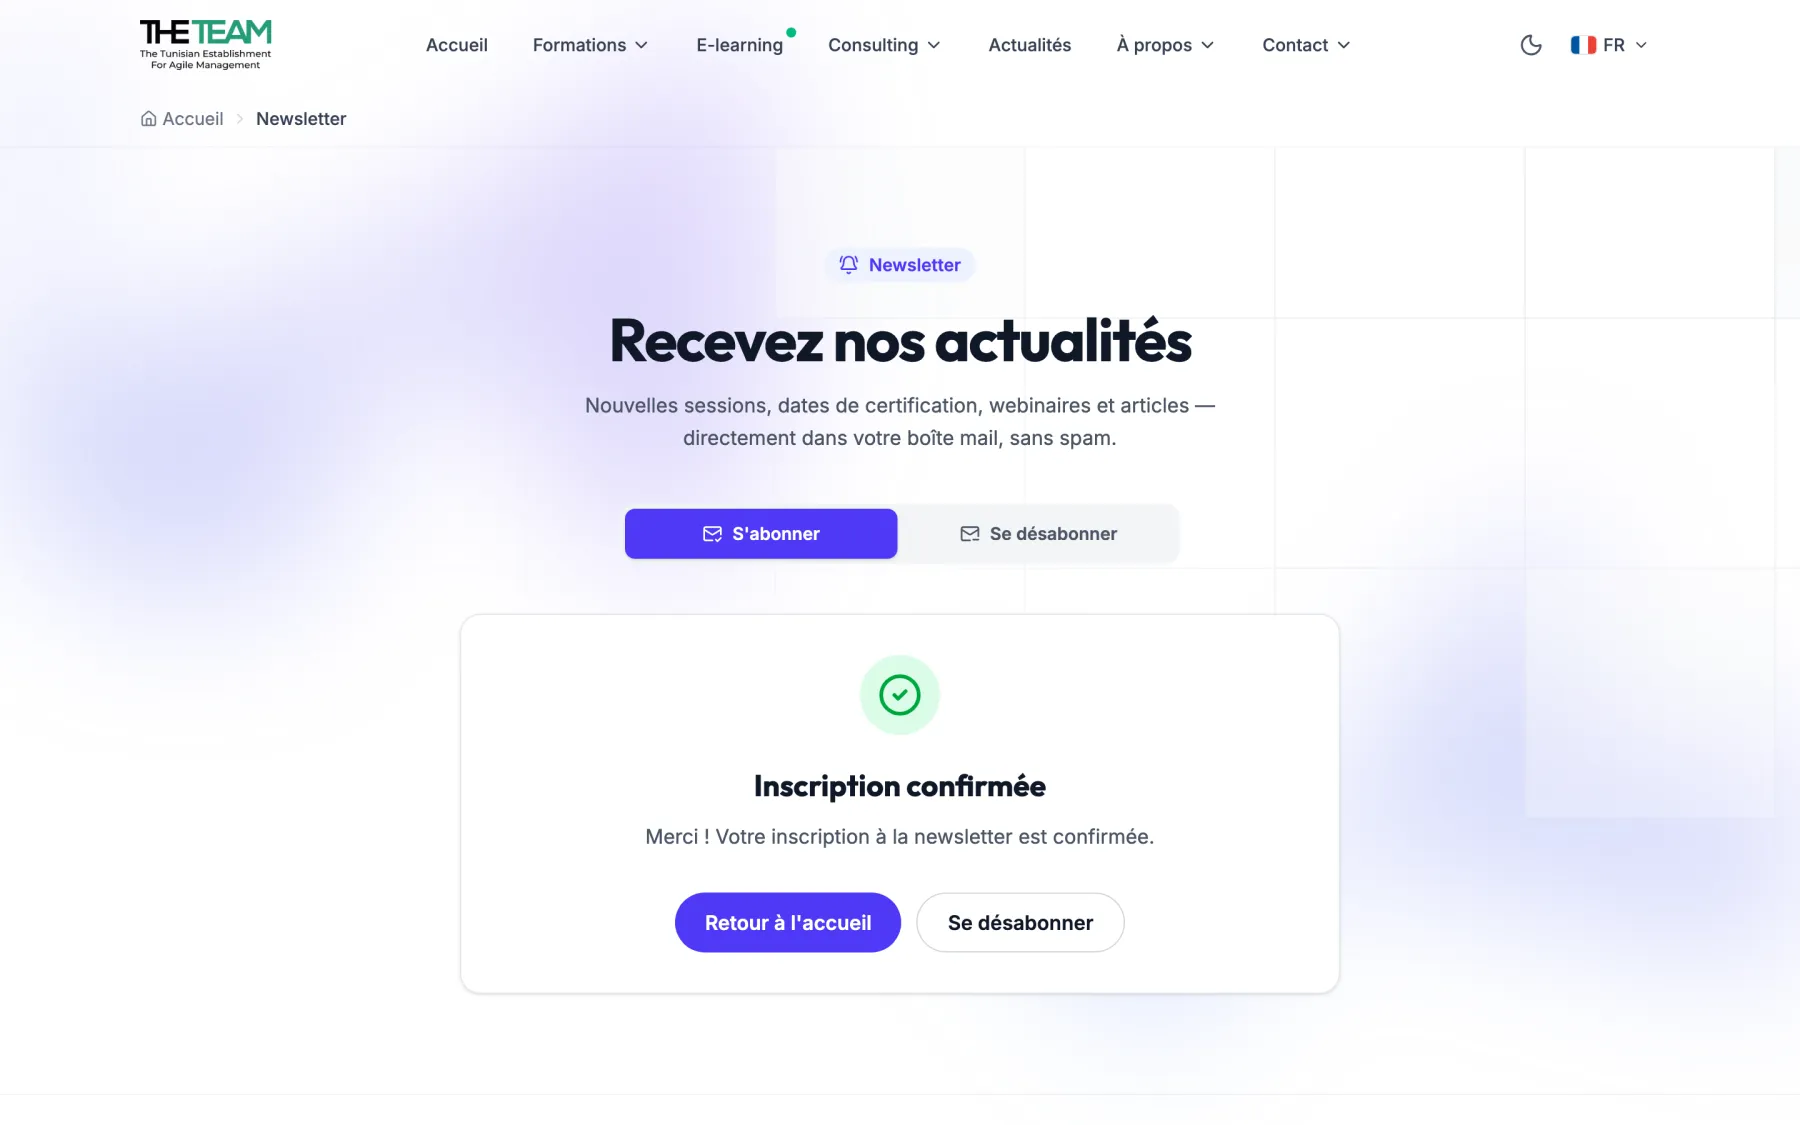 THETEAM
The Tunisian Establishment
For Agile Management
Accueil
Formations
E-learning
Consulting
Actualités
À propos
Contact
FR
Accueil
Newsletter
Newsletter
Recevez nos actualités
Nouvelles sessions, dates de certification, webinaires et articles —
directement dans votre boîte mail, sans spam.
S'abonner
Se désabonner
Inscription confirmée
Merci ! Votre inscription à la newsletter est confirmée.
Retour à l'accueil
Se désabonner